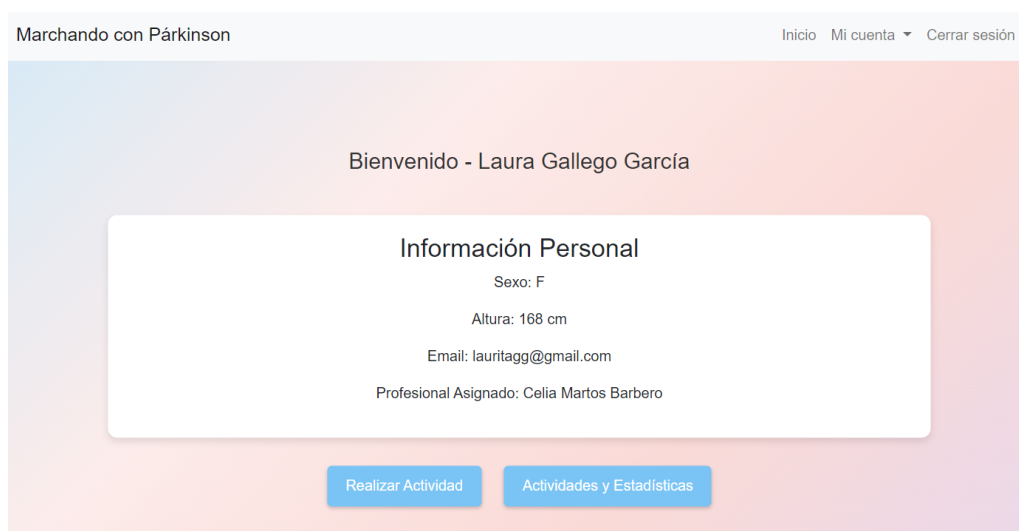 Marchando con Párkinson
Inicio Mi cuenta Cerrar sesión
Bienvenido - Laura Gallego García
Información Personal
Sexo: F
Altura: 168 cm
Email: lauritagg@gmail.com
Profesional Asignado: Celia Martos Barbero
Realizar Actividad
Actividades y Estadísticas